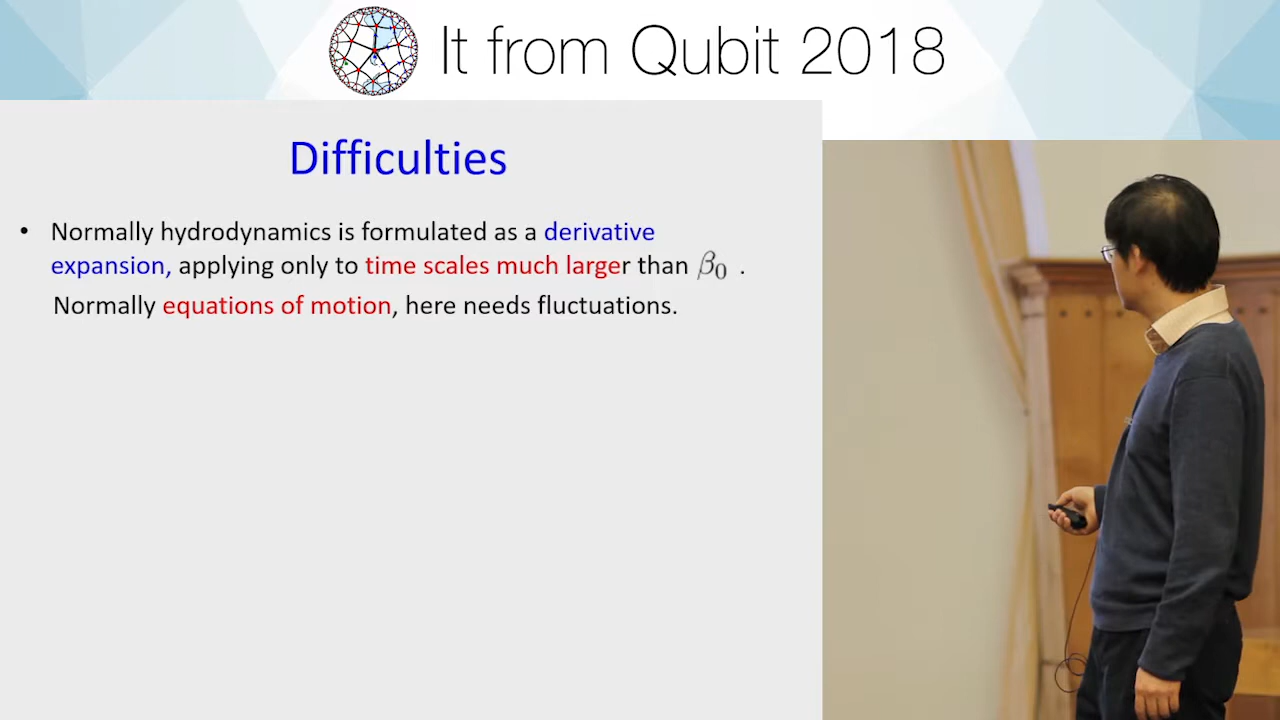 It from Qubit 2018
Difficulties
• Normally hydrodynamics is formulated as a derivative
expansion, applying only to time scales much larger than β₀ .
Normally equations of motion, here needs fluctuations.